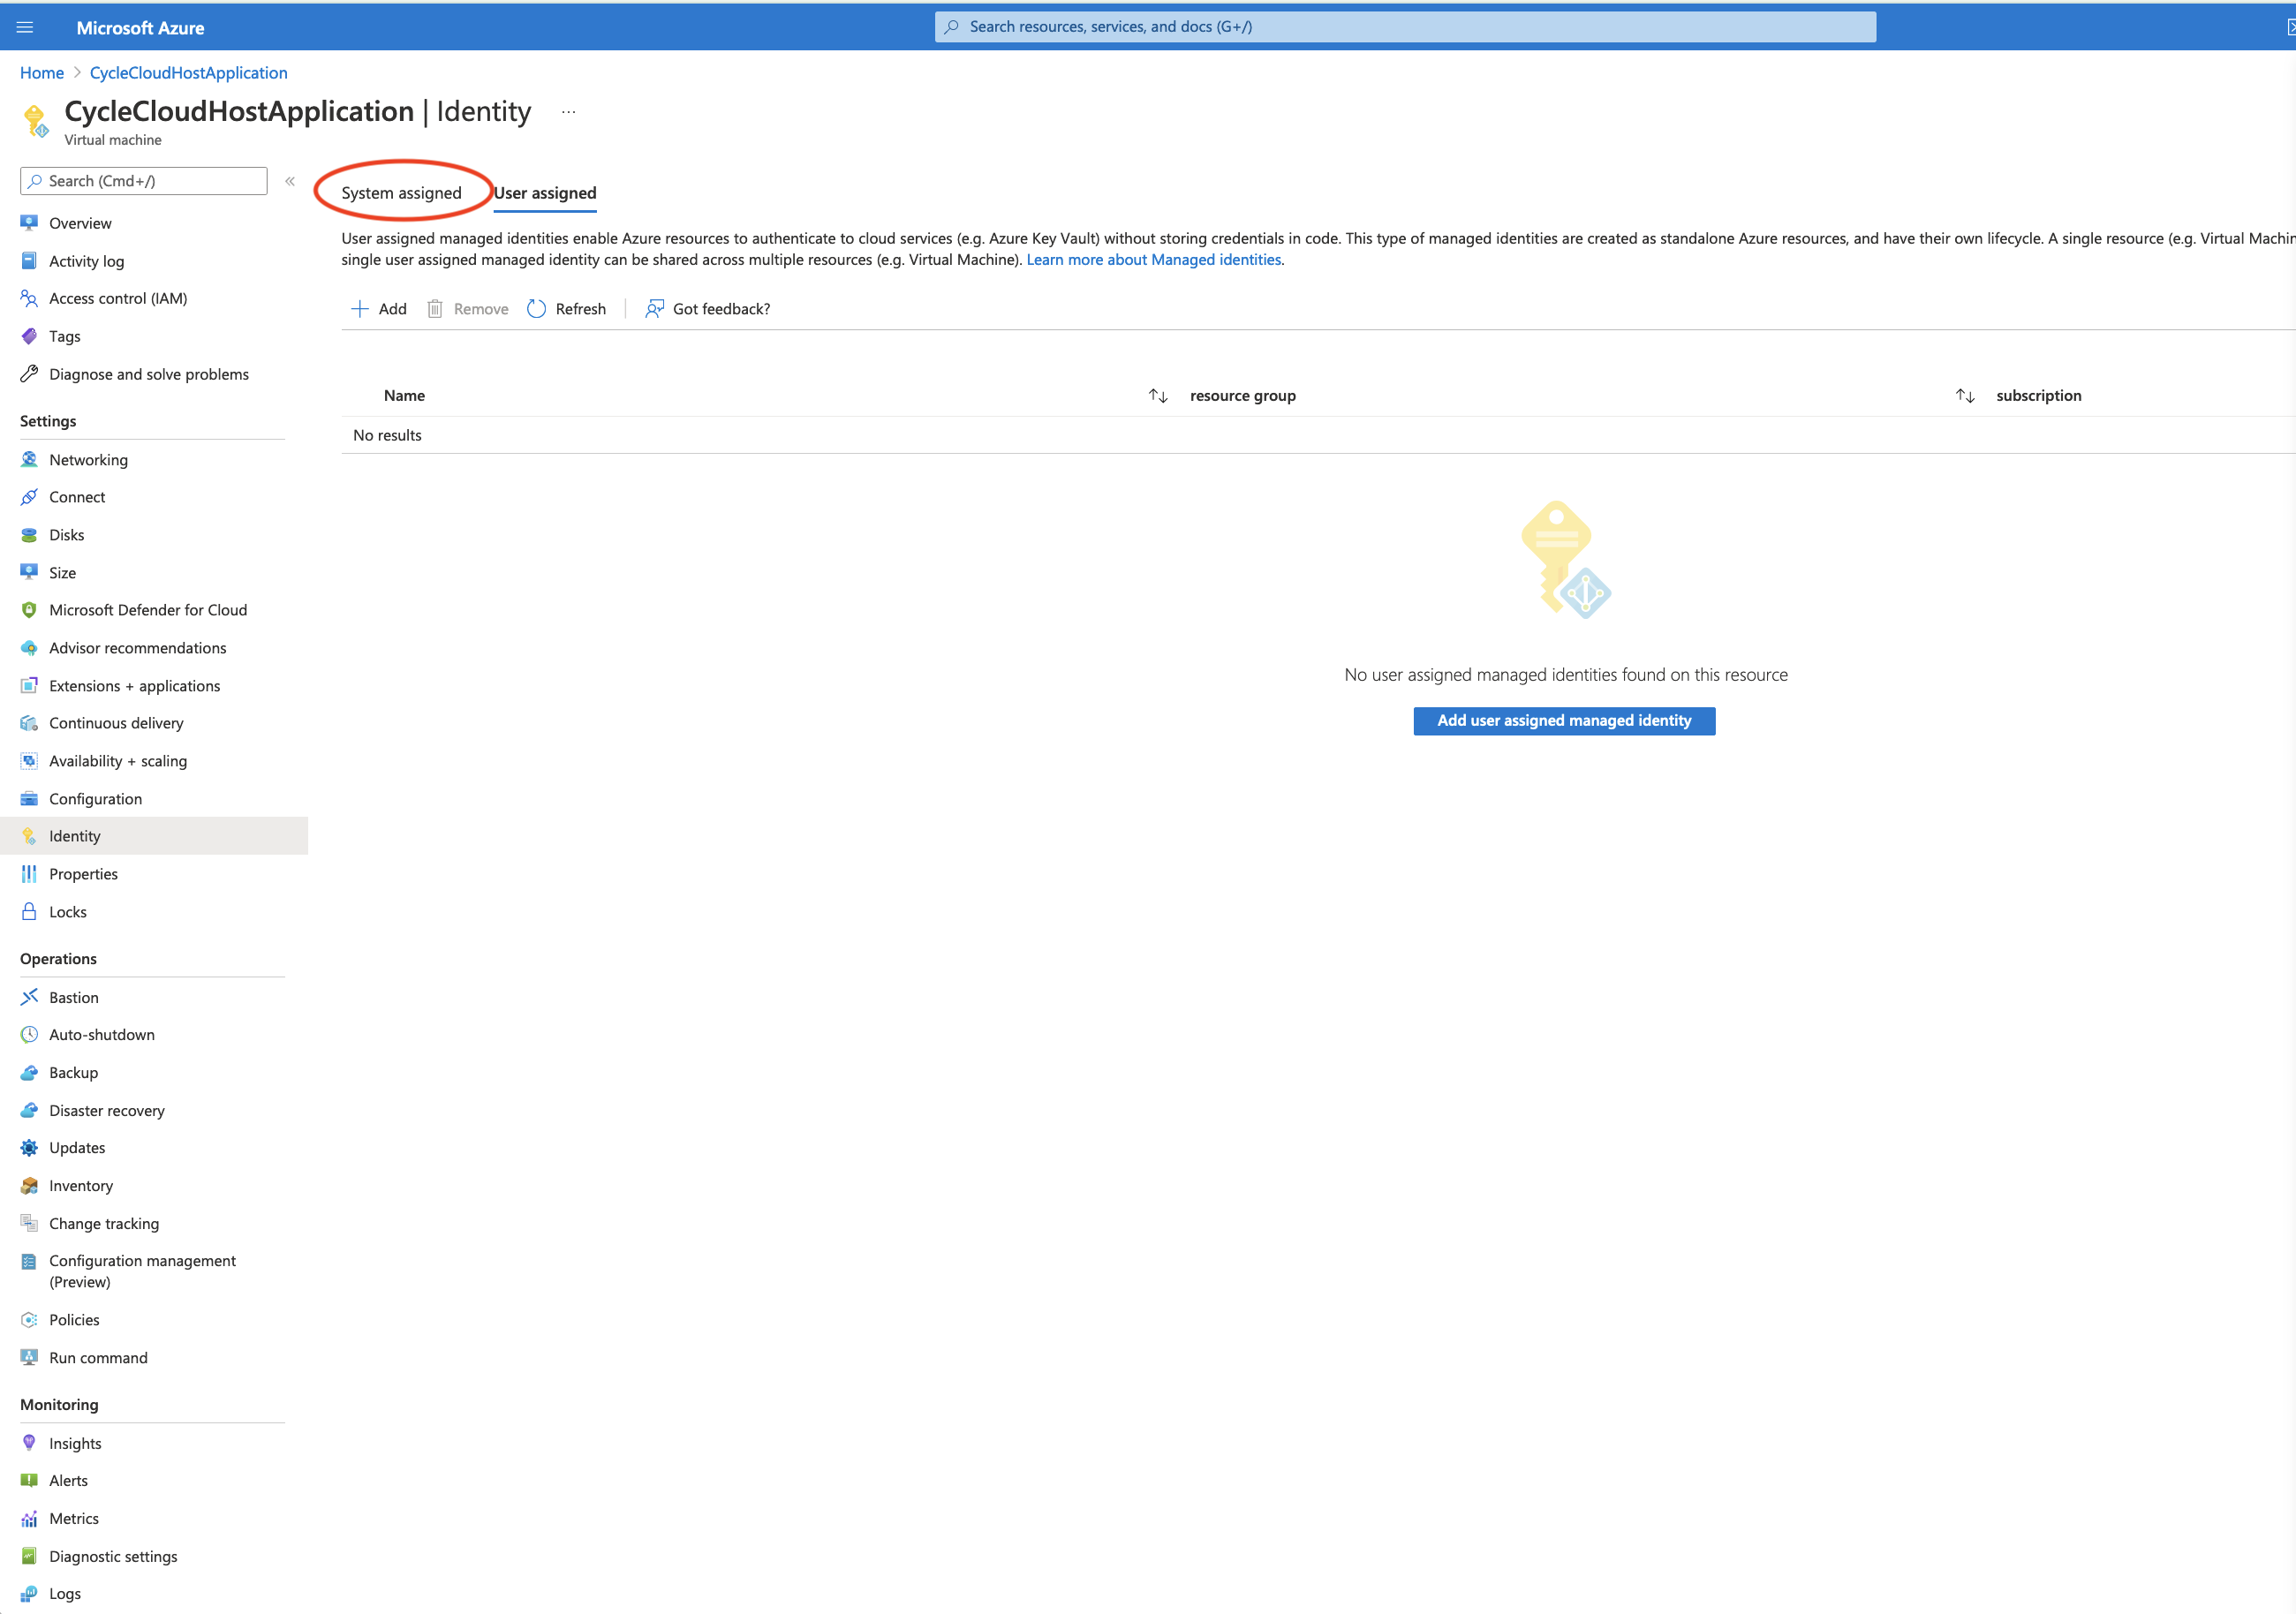 Microsoft Azure
Search resources, services, and docs (G+/)
Home > CycleCloudHostApplication
CycleCloudHostApplication | Identity ...
Virtual machine
Search (Cmd+/)
«
Overview
Activity log
Access control (IAM)
Tags
Diagnose and solve problems
Settings
Networking
Connect
Disks
Size
Microsoft Defender for Cloud
Advisor recommendations
Extensions + applications
Continuous delivery
Availability + scaling
Configuration
Identity
Properties
Locks
Operations
Bastion
Auto-shutdown
Backup
Disaster recovery
Updates
Inventory
Change tracking
Configuration management
(Preview)
Policies
Run command
Monitoring
Insights
Alerts
Metrics
Diagnostic settings
Logs
System assigned User assigned
User assigned managed identities enable Azure resources to authenticate to cloud services (e.g. Azure Key Vault) without storing credentials in code. This type of managed identities are created as standalone Azure resources, and have their own lifecycle. A single resource (e.g. Virtual Machin
single user assigned managed identity can be shared across multiple resources (e.g. Virtual Machine). Learn more about Managed identities.
Add Remove Refresh Got feedback?
Name resource group subscription
No results
No user assigned managed identities found on this resource
Add user assigned managed identity